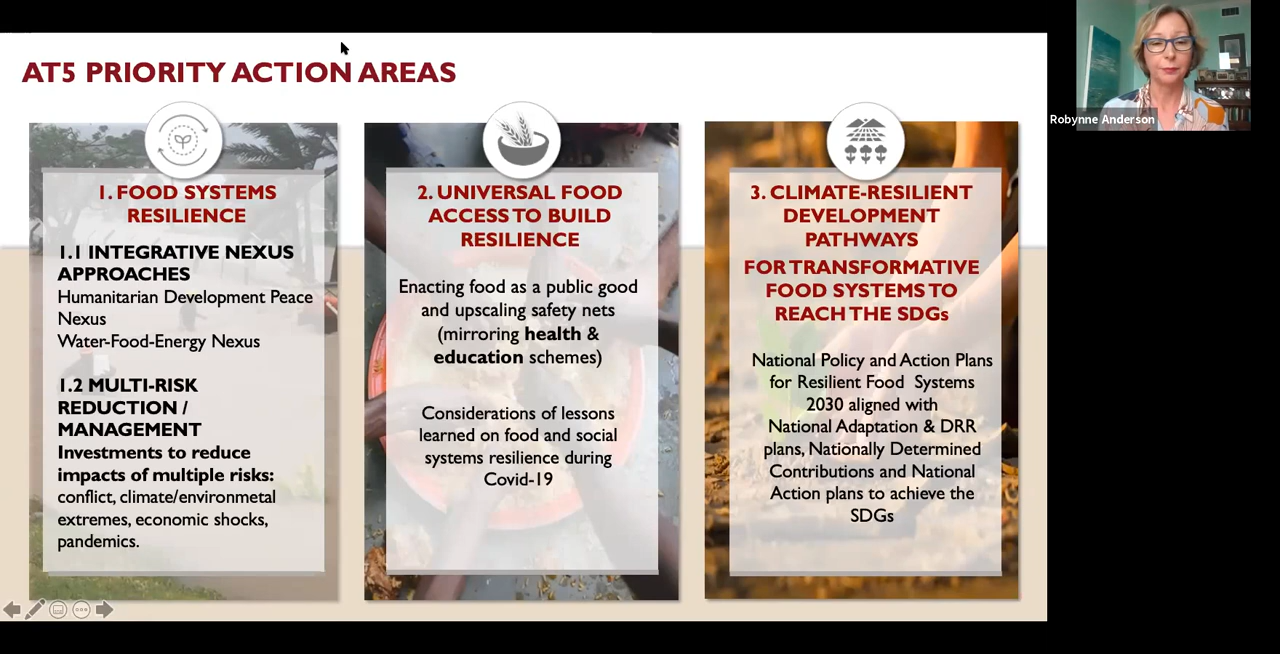 AT5 PRIORITY ACTION AREAS
1. FOOD SYSTEMS
RESILIENCE
1.1 INTEGRATIVE NEXUS
APPROACHES
Humanitarian Development Peace
Nexus
Water-Food-Energy Nexus
1.2 MULTI-RISK
REDUCTION /
MANAGEMENT
Investments to reduce
impacts of multiple risks:
conflict, climate/environmetal
extremes, economic shocks,
pandemics.
2. UNIVERSAL FOOD
ACCESS TO BUILD
RESILIENCE
Enacting food as a public good
and upscaling safety nets
(mirroring health &
education schemes)
Considerations of lessons
learned on food and social
systems resilience during
Covid-19
3. CLIMATE-RESILIENT
DEVELOPMENT
PATHWAYS
FOR TRANSFORMATIVE
FOOD SYSTEMS TO
REACH THE SDGs
National Policy and Action Plans
for Resilient Food Systems
2030 aligned with
National Adaptation & DRR
plans, Nationally Determined
Contributions and National
Action plans to achieve the
SDGs
Robynne Anderson